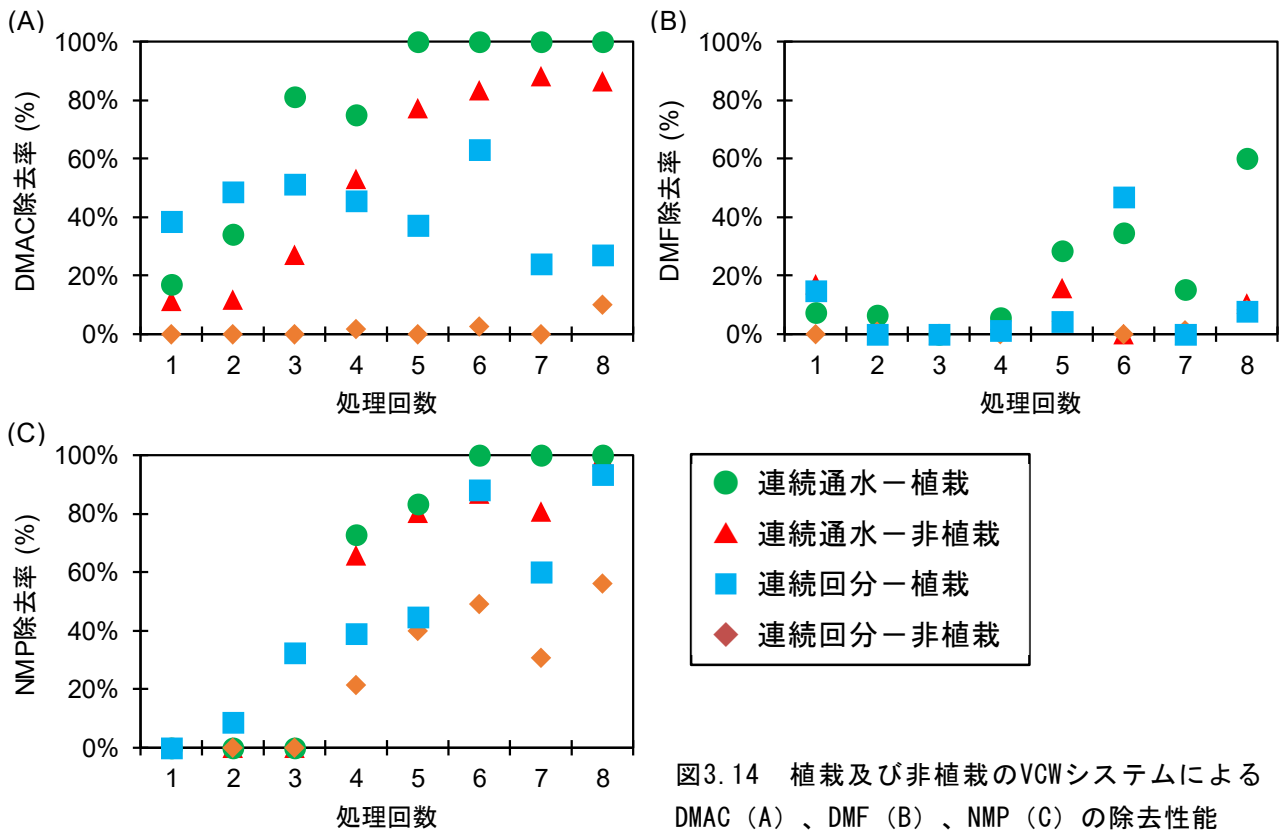 (A)
100%
80%
60%
40%
20%
0%
DMAC除去率 (%)
1 2 3 4 5 6 7 8
処理回数
(B)
100%
80%
60%
40%
20%
0%
DMF除去率 (%)
1 2 3 4 5 6 7 8
処理回数
(C)
100%
80%
60%
40%
20%
0%
NMP除去率 (%)
1 2 3 4 5 6 7 8
処理回数
連続通水－植栽
連続通水－非植栽
連続回分－植栽
連続回分－非植栽
図3.14 植栽及び非植栽のVCWシステムによる
DMAC（A）、DMF（B）、NMP（C）の除去性能